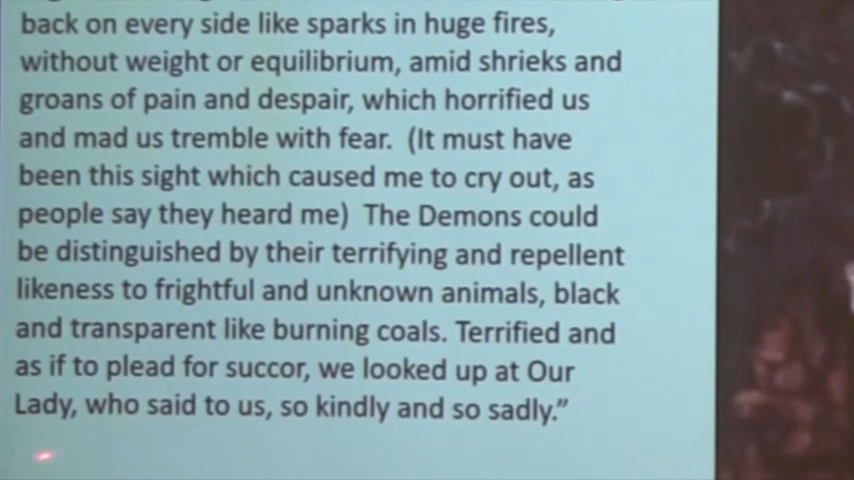 back on every side like sparks in huge fires,
without weight or equilibrium, amid shrieks and
groans of pain and despair, which horrified us
and mad us tremble with fear.  (It must have
been this sight which caused me to cry out, as
people say they heard me)  The Demons could
be distinguished by their terrifying and repellent
likeness to frightful and unknown animals, black
and transparent like burning coals. Terrified and
as if to plead for succor, we looked up at Our
Lady, who said to us, so kindly and so sadly.”